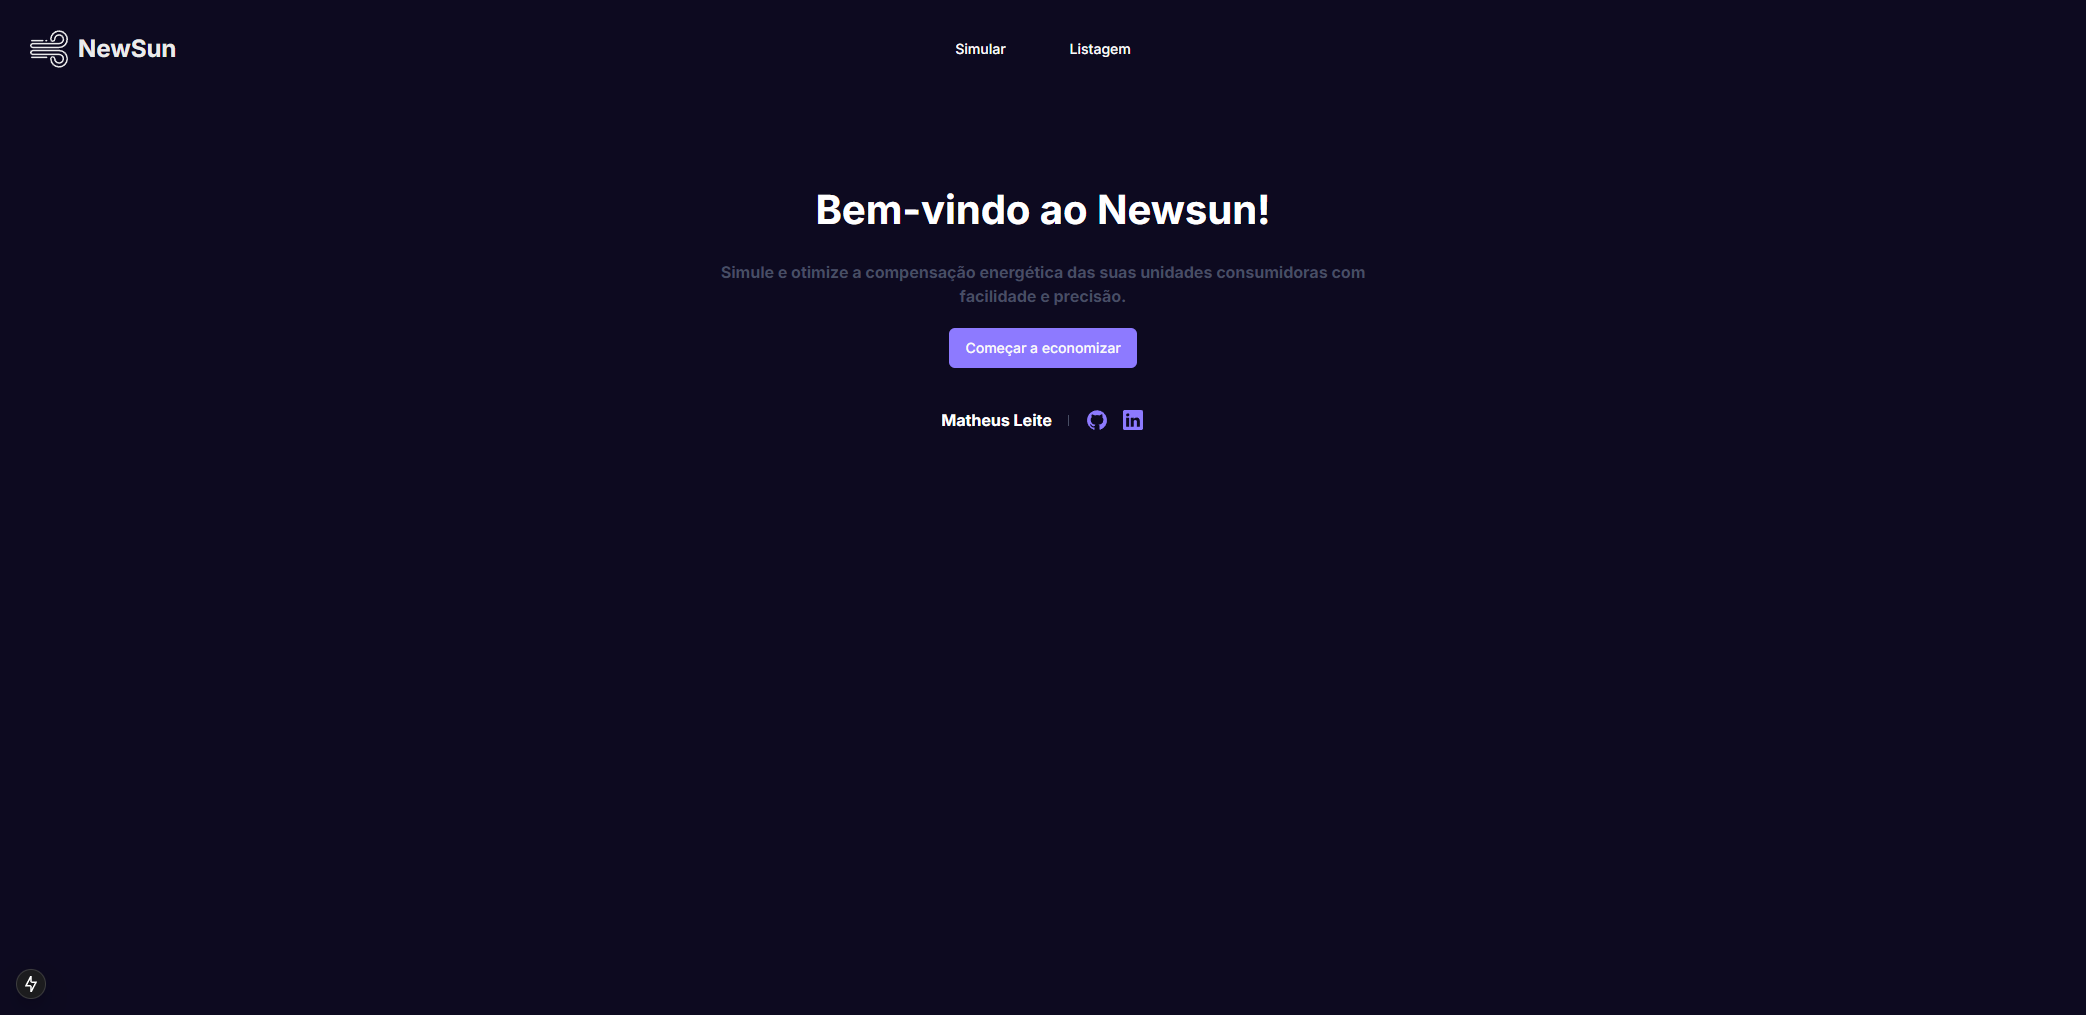 NewSun
Simular
Listagem
Bem-vindo ao Newsun!
Simule e otimize a compensação energética das suas unidades consumidoras com
facilidade e precisão.
Começar a economizar
Matheus Leite